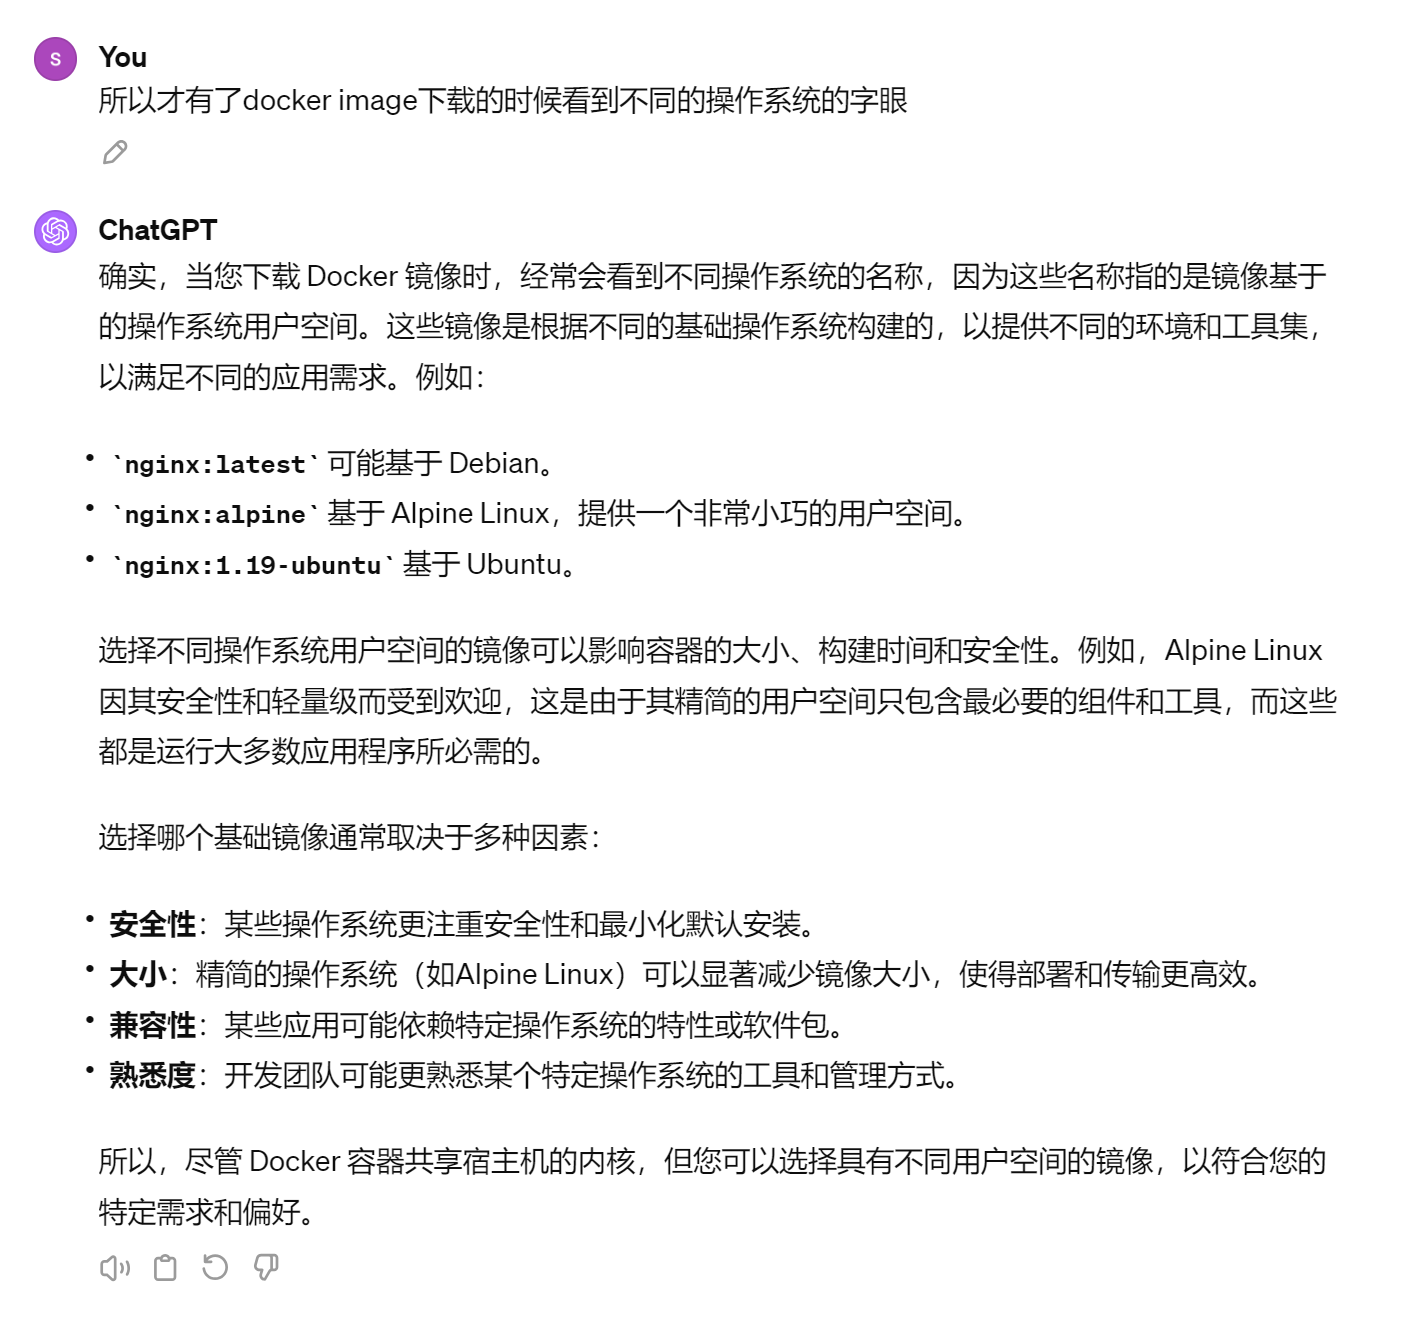 S
You
所以才有了docker image下载的时候看到不同的操作系统的字眼
ChatGPT
确实，当您下载 Docker 镜像时，经常会看到不同操作系统的名称，因为这些名称指的是镜像基于
的操作系统用户空间。这些镜像是根据不同的基础操作系统构建的，以提供不同的环境和工具集，
以满足不同的应用需求。例如：
• `nginx:latest` 可能基于 Debian。
• `nginx:alpine` 基于 Alpine Linux，提供一个非常小巧的用户空间。
• `nginx:1.19-ubuntu` 基于 Ubuntu。
选择不同操作系统用户空间的镜像可以影响容器的大小、构建时间和安全性。例如，Alpine Linux
因其安全性和轻量级而受到欢迎，这是由于其精简的用户空间只包含最必要的组件和工具，而这些
都是运行大多数应用程序所必需的。
选择哪个基础镜像通常取决于多种因素：
• 安全性：某些操作系统更注重安全性和最小化默认安装。
• 大小：精简的操作系统（如Alpine Linux）可以显著减少镜像大小，使得部署和传输更高效。
• 兼容性：某些应用可能依赖特定操作系统的特性或软件包。
• 熟悉度：开发团队可能更熟悉某个特定操作系统的工具和管理方式。
所以，尽管 Docker 容器共享宿主机的内核，但您可以选择具有不同用户空间的镜像，以符合您的
特定需求和偏好。